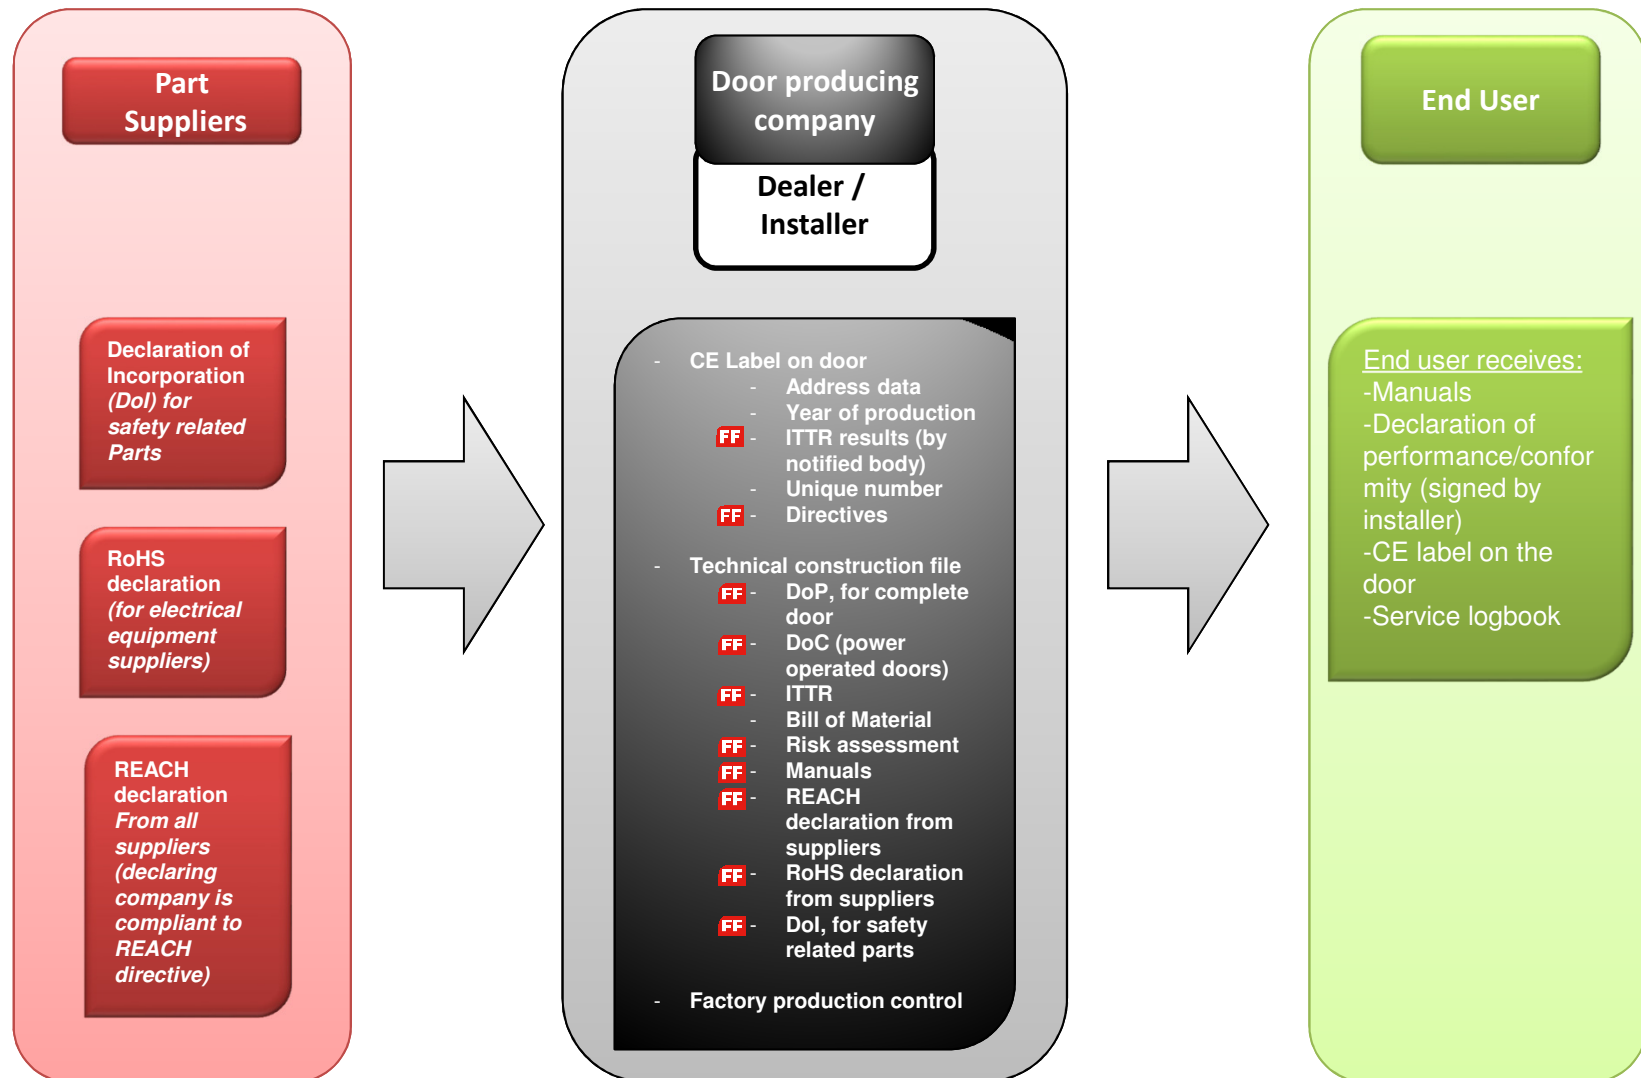 Part
Suppliers
Declaration of
Incorporation
(DoI) for
safety related
Parts
RoHS
declaration
(for electrical
equipment
suppliers)
REACH
declaration
From all
suppliers
(declaring
company is
compliant to
REACH
directive)
Door producing
company
Dealer /
Installer
- CE Label on door
- Address data
- Year of production
FF - ITTR results (by
notified body)
- Unique number
FF - Directives
- Technical construction file
FF - DoP, for complete
door
FF - DoC (power
operated doors)
FF - ITTR
- Bill of Material
FF - Risk assessment
FF - Manuals
FF - REACH
declaration from
suppliers
FF - RoHS declaration
from suppliers
FF - DoI, for safety
related parts
- Factory production control
End User
End user receives:
-Manuals
-Declaration of
performance/confor
mity (signed by
installer)
-CE label on the
door
-Service logbook